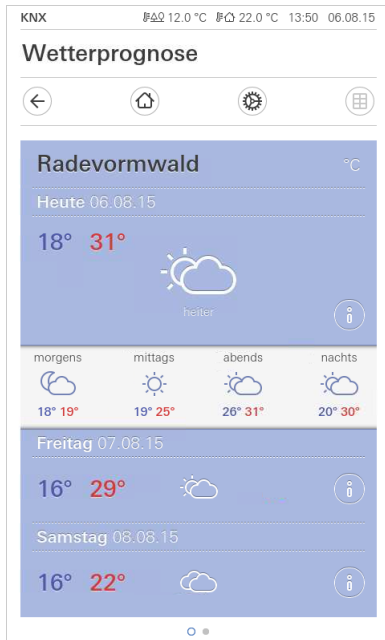 KNX 12.0 °C 22.0 °C 13:50 06.08.15
Wetterprognose
Radevormwald °C
Heute 06.08.15
18° 31°
heiter
morgens mittags abends nachts
18° 19° 19° 25° 26° 31° 20° 30°
Freitag 07.08.15
16° 29°
Samstag 08.08.15
16° 22°